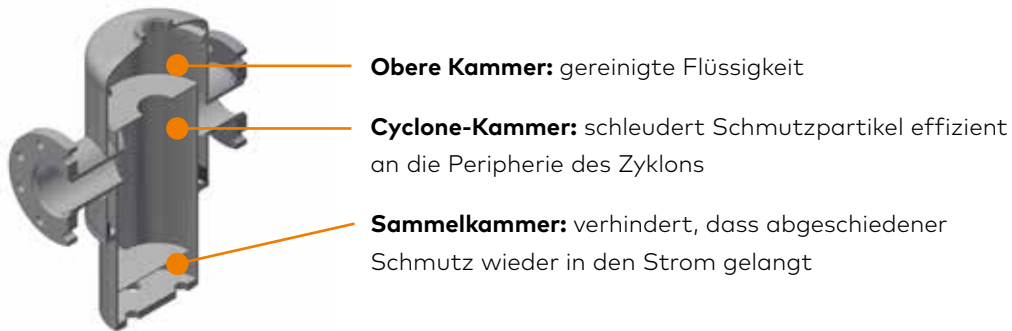 Obere Kammer: gereinigte Flüssigkeit
Cyclone-Kammer: schleudert Schmutzpartikel effizient
an die Peripherie des Zyklons
Sammelkammer: verhindert, dass abgeschiedener
Schmutz wieder in den Strom gelangt